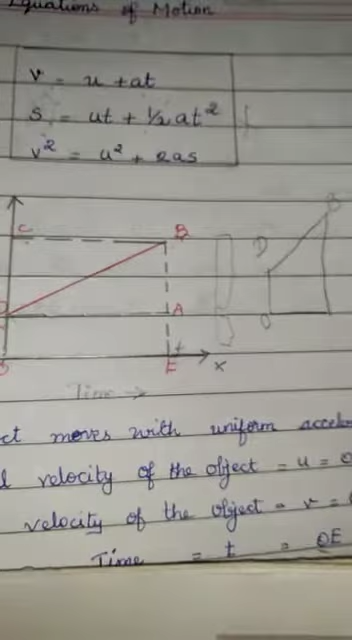 Equations of Motion
v = u + at
s = ut + 1/2 at²
v² = u² + 2as
C
B
B
D
A
O
t
E
X
Time →
moves with uniform
velocity of the object = u =
velocity of the object = v =
Time = t = OE